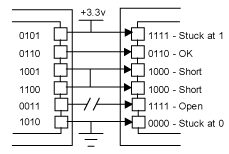 +3.3v
0101 1111 - Stuck at 1
0110 0110 - OK
1001 1000 - Short
1100 1000 - Short
0011 1111 - Open
1010 0000 - Stuck at 0